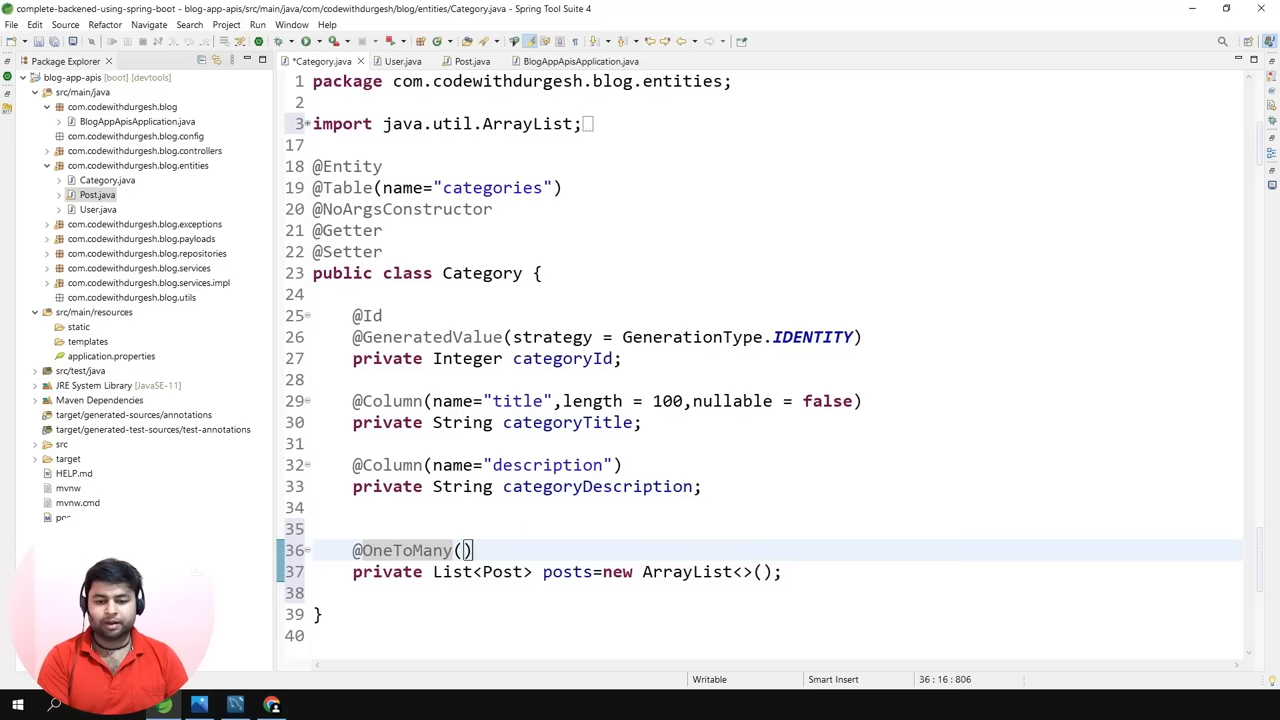 complete-backened-using-spring-boot - blog-app-apis/src/main/java/com/codewithdurgesh/blog/entities/Category.java - Spring Tool Suite 4
File Edit Source Refactor Navigate Search Project Run Window Help
Package Explorer
*Category.java User.java Post.java BlogAppApisApplication.java
blog-app-apis [boot] [devtools]
src/main/java
com.codewithdurgesh.blog
BlogAppApisApplication.java
com.codewithdurgesh.blog.config
com.codewithdurgesh.blog.controllers
com.codewithdurgesh.blog.entities
Category.java
Post.java
User.java
com.codewithdurgesh.blog.exceptions
com.codewithdurgesh.blog.payloads
com.codewithdurgesh.blog.repositories
com.codewithdurgesh.blog.services
com.codewithdurgesh.blog.services.impl
com.codewithdurgesh.blog.utils
src/main/resources
static
templates
application.properties
src/test/java
JRE System Library [JavaSE-11]
Maven Dependencies
target/generated-sources/annotations
target/generated-test-sources/test-annotations
src
target
HELP.md
mvnw
mvnw.cmd
1 package com.codewithdurgesh.blog.entities;
2
3 import java.util.ArrayList;
17
18 @Entity
19 @Table(name="categories")
20 @NoArgsConstructor
21 @Getter
22 @Setter
23 public class Category {
24
25 @Id
26 @GeneratedValue(strategy = GenerationType.IDENTITY)
27 private Integer categoryId;
28
29 @Column(name="title",length = 100,nullable = false)
30 private String categoryTitle;
31
32 @Column(name="description")
33 private String categoryDescription;
34
35
36 @OneToMany()
37 private List<Post> posts=new ArrayList<>();
38
39 }
40
Writable Smart Insert 36 : 16 : 806